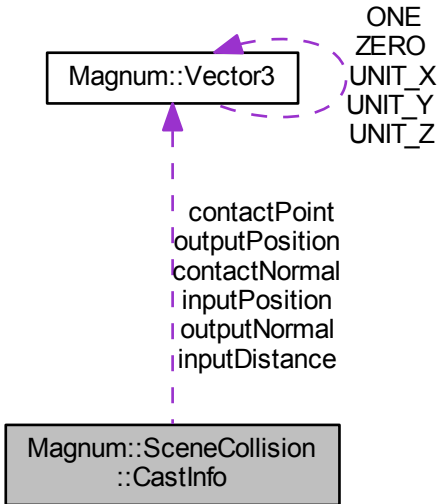 ONE
ZERO
UNIT_X
UNIT_Y
UNIT_Z
Magnum::Vector3
contactPoint
outputPosition
contactNormal
inputPosition
outputNormal
inputDistance
Magnum::SceneCollision
::CastInfo